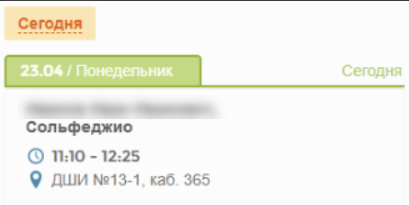 Сегодня
23.04 / Понедельник Сегодня
Сольфеджио
11:10 - 12:25
ДШИ №13-1, каб. 365